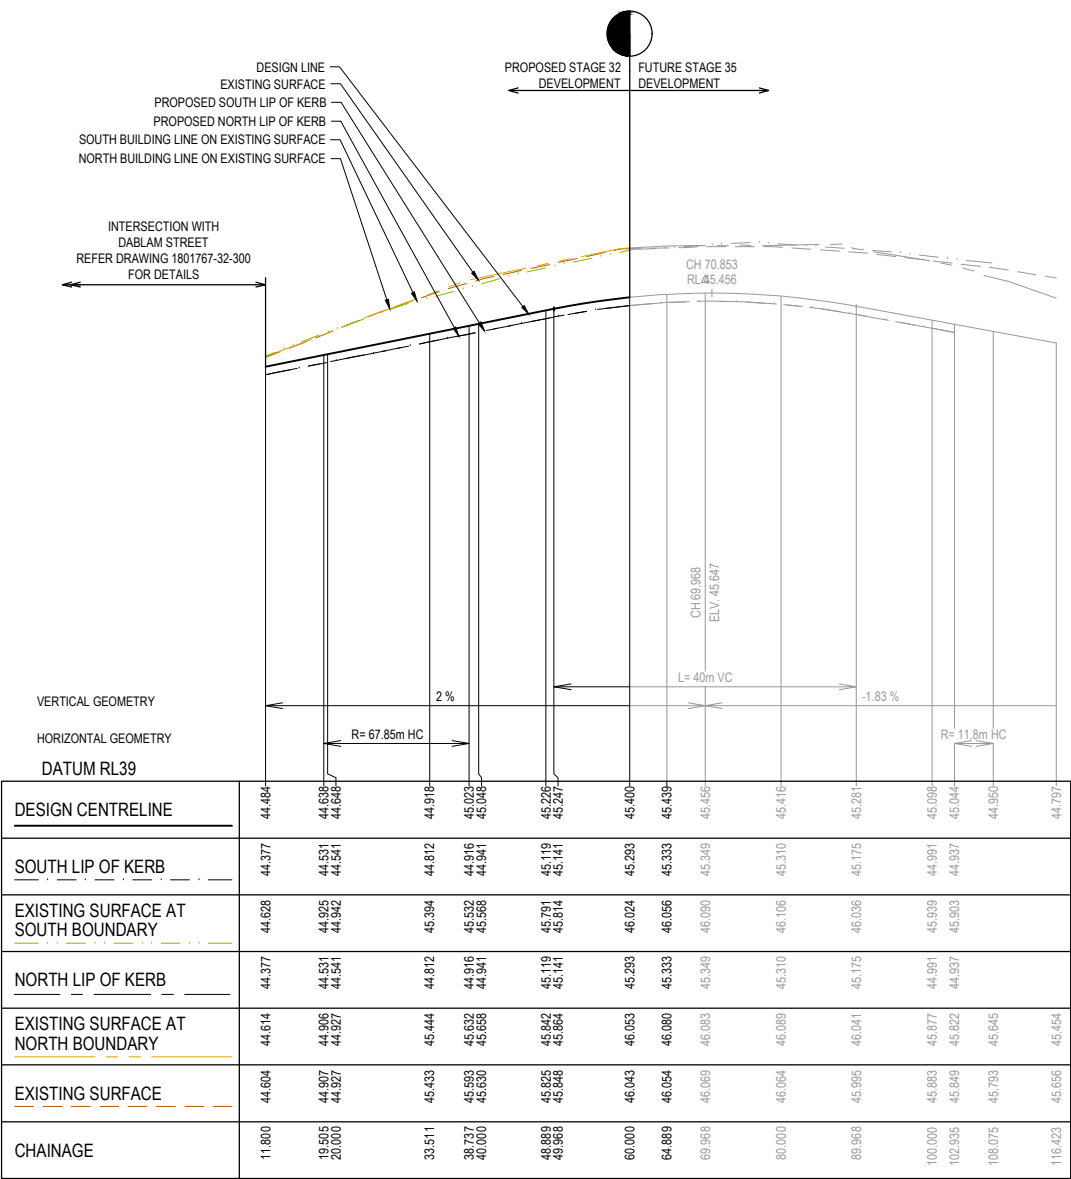 PROPOSED STAGE 32
DEVELOPMENT
FUTURE STAGE 35
DEVELOPMENT
DESIGN LINE
EXISTING SURFACE
PROPOSED SOUTH LIP OF KERB
PROPOSED NORTH LIP OF KERB
SOUTH BUILDING LINE ON EXISTING SURFACE
NORTH BUILDING LINE ON EXISTING SURFACE
INTERSECTION WITH
DABLAM STREET
REFER DRAWING 1801767-32-300
FOR DETAILS
CH 70.853
RL 45.456
CH 69.968
ELV. 45.647
L= 40m VC
VERTICAL GEOMETRY
2 %
-1.83 %
HORIZONTAL GEOMETRY
R= 67.85m HC
R= 11.8m HC
DATUM RL39
DESIGN CENTRELINE 44.484 44.638 44.648 44.918 45.023 45.048 45.226 45.247 45.400 45.439 45.456 45.416 45.281 45.098 45.044 44.950 44.797
SOUTH LIP OF KERB 44.377 44.531 44.541 44.812 44.916 44.941 45.119 45.141 45.293 45.333 45.349 45.310 45.175 44.991 44.937
EXISTING SURFACE AT
SOUTH BOUNDARY 44.628 44.925 44.942 45.394 45.532 45.568 45.791 45.814 46.024 46.056 46.090 46.106 46.036 45.939 45.903
NORTH LIP OF KERB 44.377 44.531 44.541 44.812 44.916 44.941 45.119 45.141 45.293 45.333 45.349 45.310 45.175 44.991 44.937
EXISTING SURFACE AT
NORTH BOUNDARY 44.614 44.906 44.927 45.444 45.632 45.658 45.842 45.864 46.053 46.080 46.083 46.089 46.041 45.877 45.822 45.645 45.454
EXISTING SURFACE 44.604 44.907 44.927 45.433 45.593 45.630 45.825 45.848 46.043 46.054 46.069 46.064 45.995 45.883 45.849 45.793 45.656
CHAINAGE 11.800 19.505 20.000 33.511 38.737 40.000 48.889 49.968 60.000 64.889 69.968 80.000 89.968 100.000 102.935 108.075 116.423